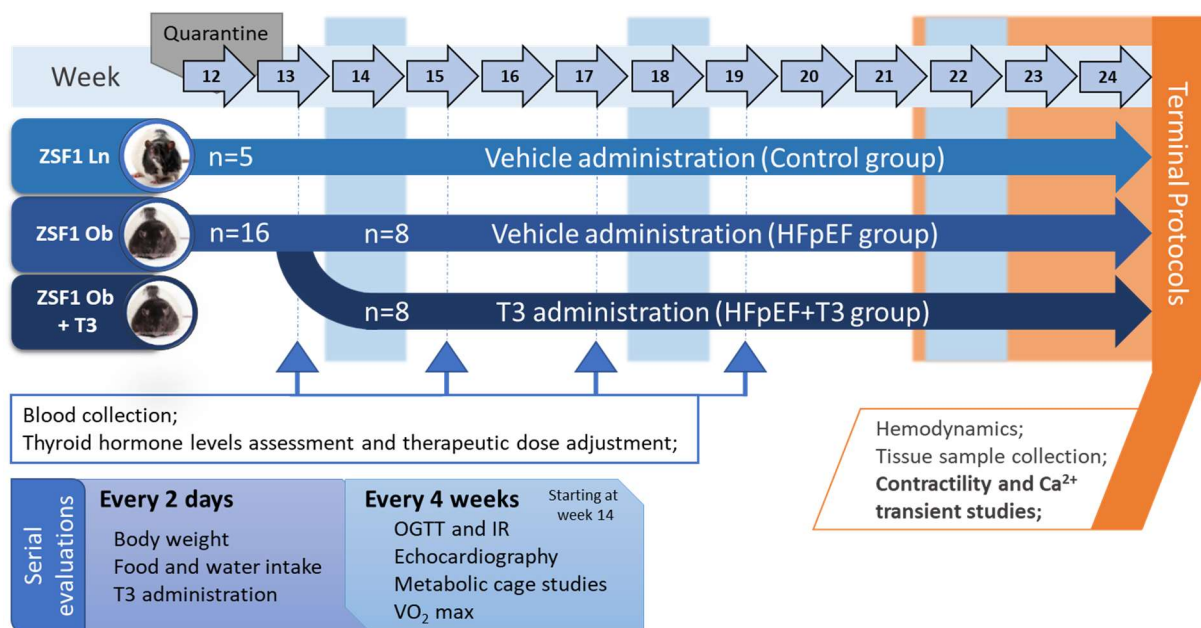 Quarantine
Week
12 13 14 15 16 17 18 19 20 21 22 23 24
ZSF1 Ln
n=5
Vehicle administration (Control group)
ZSF1 Ob
n=16
n=8
Vehicle administration (HFpEF group)
ZSF1 Ob
+ T3
n=8
T3 administration (HFpEF+T3 group)
Terminal Protocols
Blood collection;
Thyroid hormone levels assessment and therapeutic dose adjustment;
Hemodynamics;
Tissue sample collection;
Contractility and Ca²⁺
transient studies;
Serial
evaluations
Every 2 days
Body weight
Food and water intake
T3 administration
Every 4 weeks
Starting at
week 14
OGTT and IR
Echocardiography
Metabolic cage studies
VO₂ max